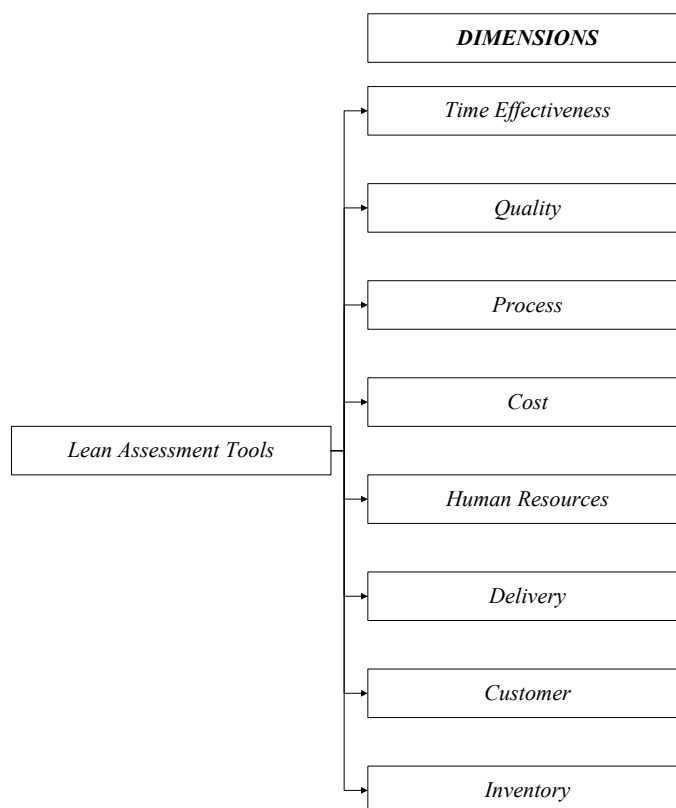 DIMENSIONS
Time Effectiveness
Quality
Process
Cost
Lean Assessment Tools
Human Resources
Delivery
Customer
Inventory